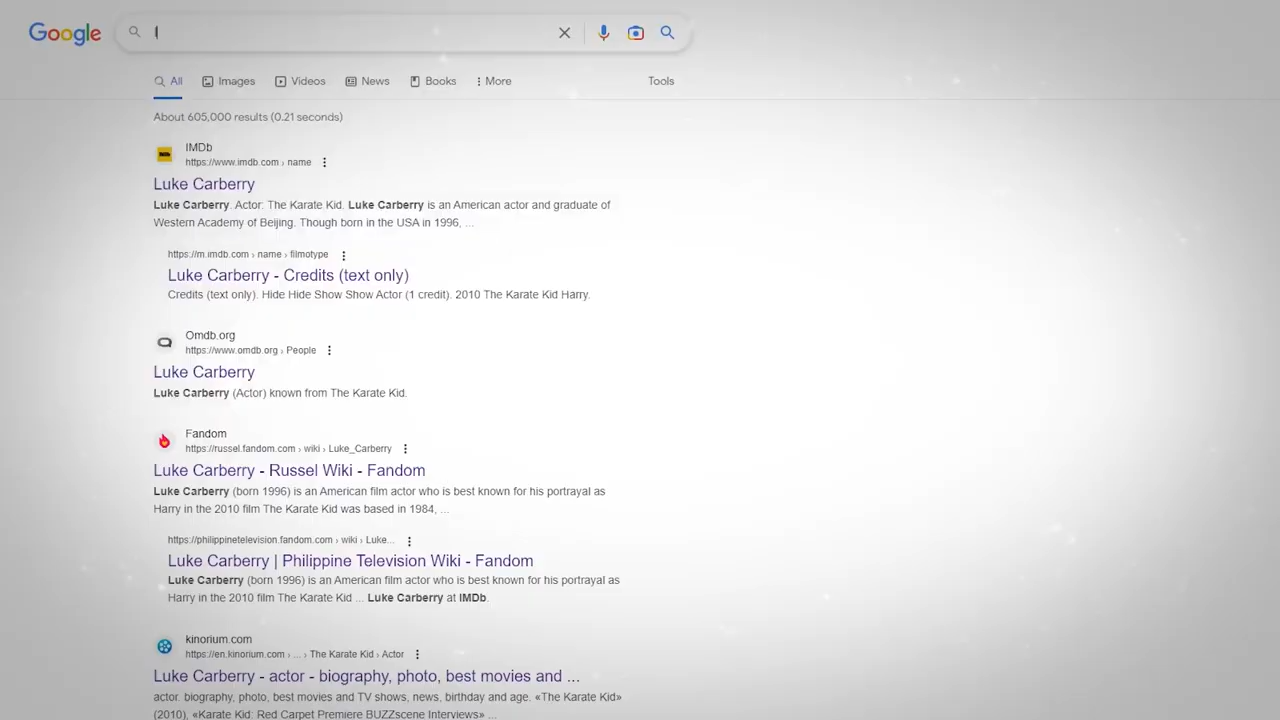 Google
l
All Images Videos News Books More Tools
About 605,000 results (0.21 seconds)
IMDb
https://www.imdb.com › name
Luke Carberry
Luke Carberry. Actor: The Karate Kid. Luke Carberry is an American actor and graduate of
Western Academy of Beijing. Though born in the USA in 1996, ...
https://m.imdb.com › name › filmotype
Luke Carberry - Credits (text only)
Credits (text only). Hide Hide Show Show Actor (1 credit). 2010 The Karate Kid Harry.
Omdb.org
https://www.omdb.org › People
Luke Carberry
Luke Carberry (Actor) known from The Karate Kid.
Fandom
https://russel.fandom.com › wiki › Luke_Carberry
Luke Carberry - Russel Wiki - Fandom
Luke Carberry (born 1996) is an American film actor who is best known for his portrayal as
Harry in the 2010 film The Karate Kid was based in 1984, ...
https://philippinetelevision.fandom.com › wiki › Luke...
Luke Carberry | Philippine Television Wiki - Fandom
Luke Carberry (born 1996) is an American film actor who is best known for his portrayal as
Harry in the 2010 film The Karate Kid ... Luke Carberry at IMDb.
kinorium.com
https://en.kinorium.com › ... › The Karate Kid › Actor
Luke Carberry - actor - biography, photo, best movies and ...
actor. biography, photo, best movies and TV shows, news, birthday and age. «The Karate Kid»
(2010), «Karate Kid: Red Carpet Premiere BUZZscene Interviews» ...